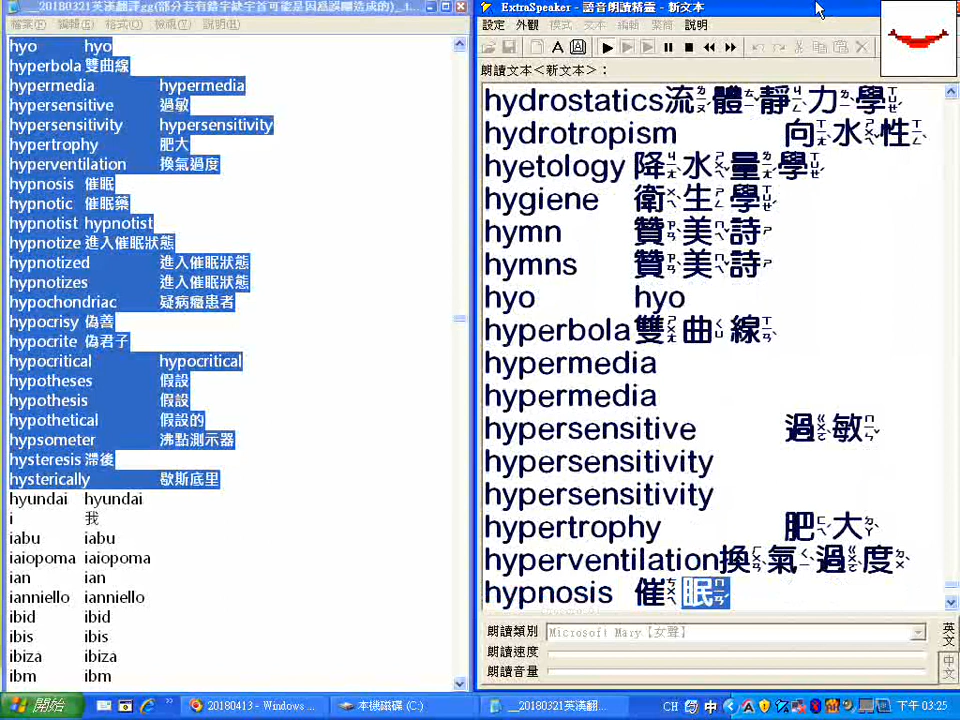 __20180321英漢翻譯gg(部分若有錯字缺字首可能是因為誤刪造成的)_1...
檔案(F) 編輯(E) 格式(O) 檢視(V) 說明(H)
hyo hyo
hyperbola 雙曲線
hypermedia hypermedia
hypersensitive 過敏
hypersensitivity hypersensitivity
hypertrophy 肥大
hyperventilation 換氣過度
hypnosis 催眠
hypnotic 催眠藥
hypnotist hypnotist
hypnotize 進入催眠狀態
hypnotized 進入催眠狀態
hypnotizes 進入催眠狀態
hypochondriac 疑病癔患者
hypocrisy 偽善
hypocrite 偽君子
hypocritical hypocritical
hypotheses 假設
hypothesis 假設
hypothetical 假設的
hypsometer 沸點測示器
hysteresis 滯後
hysterically 歇斯底里
hyundai hyundai
i 我
iabu iabu
iaiopoma iaiopoma
ian ian
ianniello ianniello
ibid ibid
ibis ibis
ibiza ibiza
ibm ibm
ExtraSpeaker - 語音朗讀精靈 - 新文本
設定 外觀 模式 文本 編輯 菜問 說明
朗讀文本<新文本>：
hydrostatics流體靜力學
hydrotropism 向水性
hyetology 降水量學
hygiene 衛生學
hymn 贊美詩
hymns 贊美詩
hyo hyo
hyperbola 雙曲線
hypermedia
hypermedia
hypersensitive 過敏
hypersensitivity
hypersensitivity
hypertrophy 肥大
hyperventilation換氣過度
hypnosis 催眠
朗讀類別 Microsoft Mary【女聲】
朗讀速度
朗讀音量
英文
中文
開始 20180413 - Windows ... 本機磁碟 (C:) __20180321英漢翻... CH 中 下午 03:25